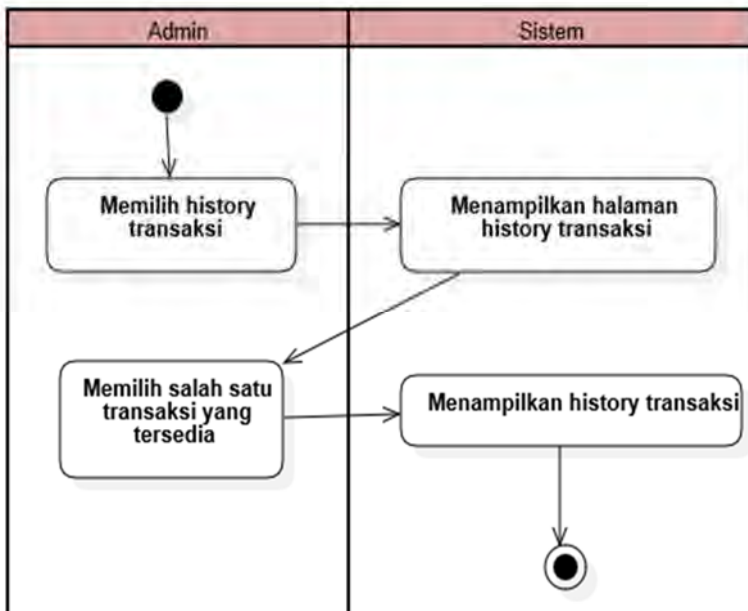 Admin
Sistem
Memilih history
transaksi
Menampilkan halaman
history transaksi
Memilih salah satu
transaksi yang
tersedia
Menampilkan history transaksi